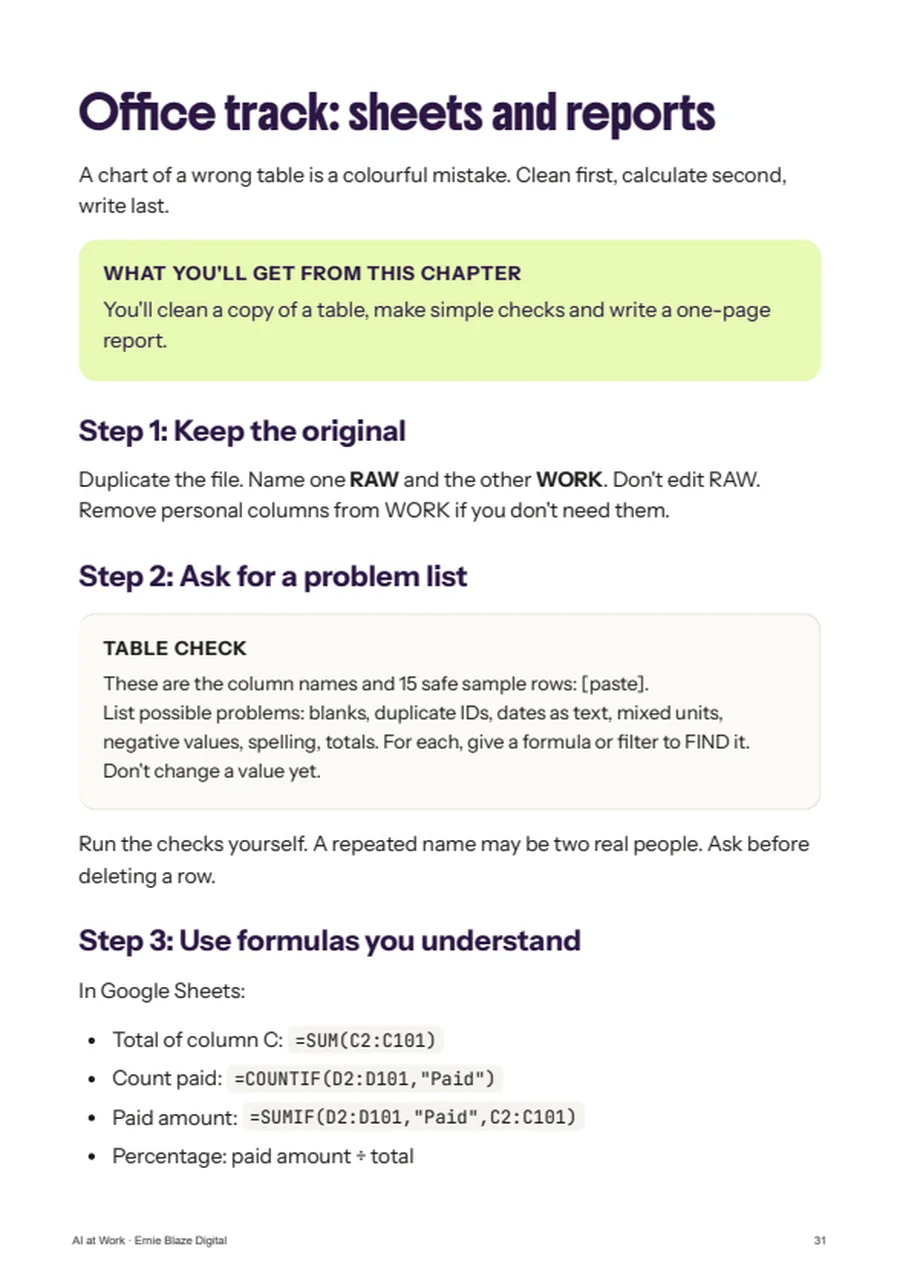 Office track: sheets and reports
A chart of a wrong table is a colourful mistake. Clean first, calculate second,
write last.
WHAT YOU'LL GET FROM THIS CHAPTER
You'll clean a copy of a table, make simple checks and write a one-page
report.
Step 1: Keep the original
Duplicate the file. Name one RAW and the other WORK. Don't edit RAW.
Remove personal columns from WORK if you don't need them.
Step 2: Ask for a problem list
TABLE CHECK
These are the column names and 15 safe sample rows: [paste].
List possible problems: blanks, duplicate IDs, dates as text, mixed units,
negative values, spelling, totals. For each, give a formula or filter to FIND it.
Don't change a value yet.
Run the checks yourself. A repeated name may be two real people. Ask before
deleting a row.
Step 3: Use formulas you understand
In Google Sheets:
• Total of column C: =SUM(C2:C101)
• Count paid: =COUNTIF(D2:D101,"Paid")
• Paid amount: =SUMIF(D2:D101,"Paid",C2:C101)
• Percentage: paid amount ÷ total
AI at Work · Ernie Blaze Digital 31